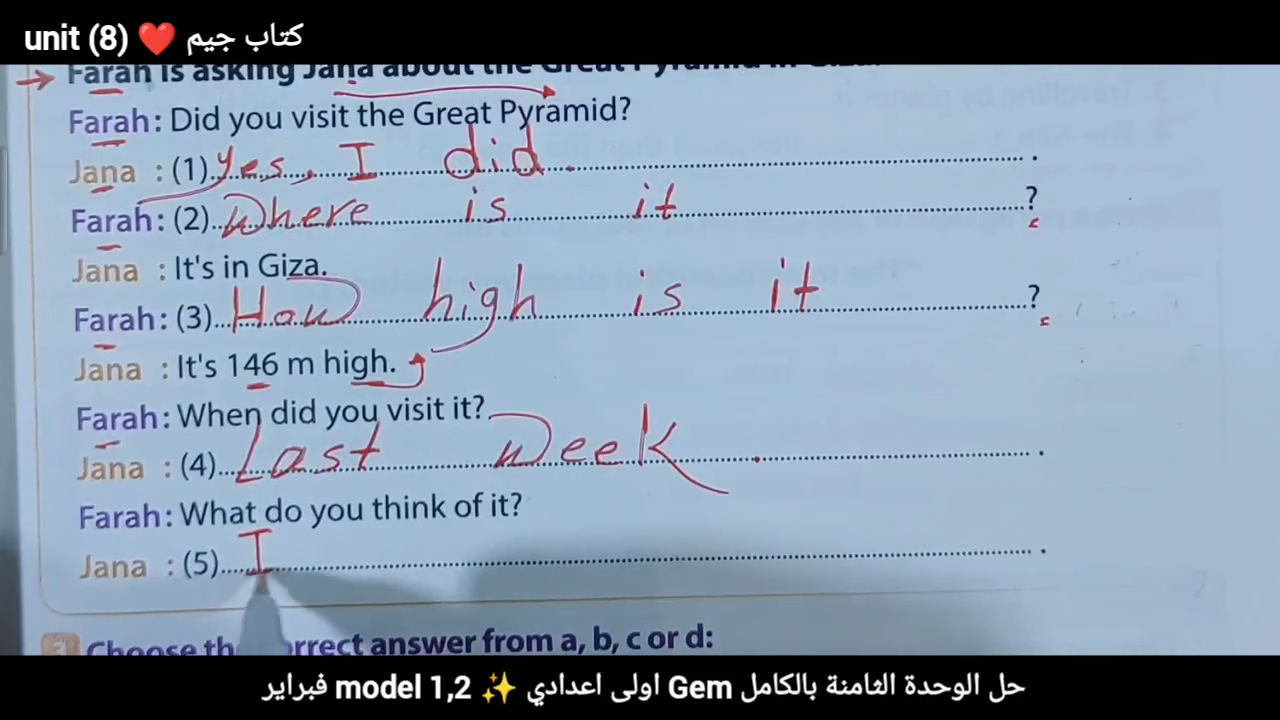 unit (8) ❤️ كتاب جيم
Farah is asking Jana about the Great Pyramid in Giza.
Farah: Did you visit the Great Pyramid?
Jana : (1) Yes, I did.
Farah: (2) Where is it ?
Jana : It's in Giza.
Farah: (3) How high is it ?
Jana : It's 146 m high.
Farah: When did you visit it?
Jana : (4) Last week.
Farah: What do you think of it?
Jana : (5) I .
3 Choose the correct answer from a, b, c or d:
حل الوحدة الثامنة بالكامل Gem اولى اعدادي ✨ model 1,2 فبراير